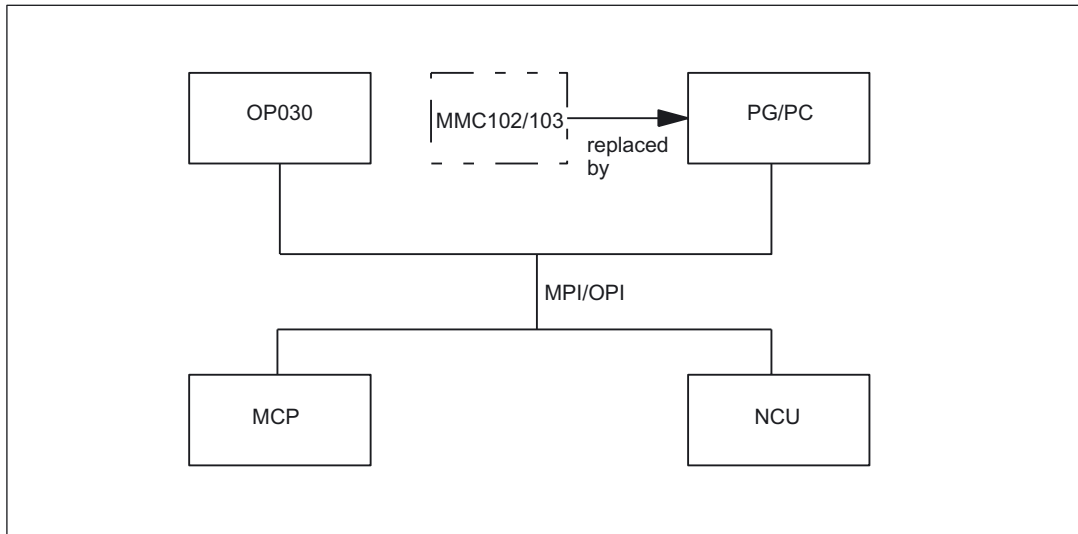 OP030
MMC102/103
PG/PC
replaced
by
MPI/OPI
MCP
NCU